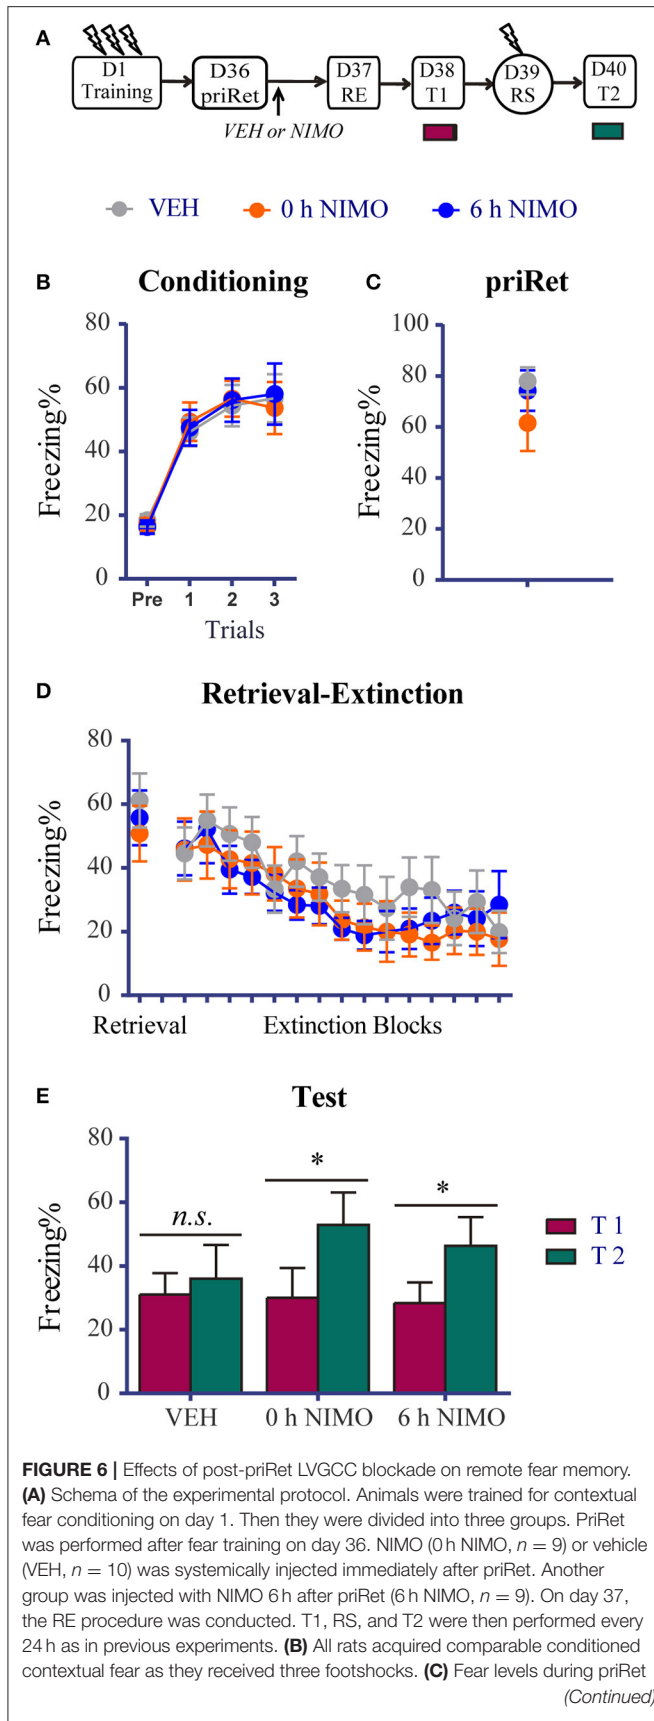 A
D1
Training
D36
priRet
D37
RE
D38
T1
D39
RS
D40
T2
VEH or NIMO
VEH
0 h NIMO
6 h NIMO
B
Conditioning
80
60
40
20
0
Freezing%
Pre
1
2
3
Trials
C
priRet
100
80
60
40
20
0
Freezing%
D
Retrieval-Extinction
80
60
40
20
0
Freezing%
Retrieval
Extinction Blocks
E
Test
80
60
40
20
0
Freezing%
n.s.
*
*
T 1
T 2
VEH
0 h NIMO
6 h NIMO
FIGURE 6 | Effects of post-priRet LVGCC blockade on remote fear memory.
(A) Schema of the experimental protocol. Animals were trained for contextual
fear conditioning on day 1. Then they were divided into three groups. PriRet
was performed after fear training on day 36. NIMO (0 h NIMO, n = 9) or vehicle
(VEH, n = 10) was systemically injected immediately after priRet. Another
group was injected with NIMO 6 h after priRet (6 h NIMO, n = 9). On day 37,
the RE procedure was conducted. T1, RS, and T2 were then performed every
24 h as in previous experiments. (B) All rats acquired comparable conditioned
contextual fear as they received three footshocks. (C) Fear levels during priRet
(Continued)